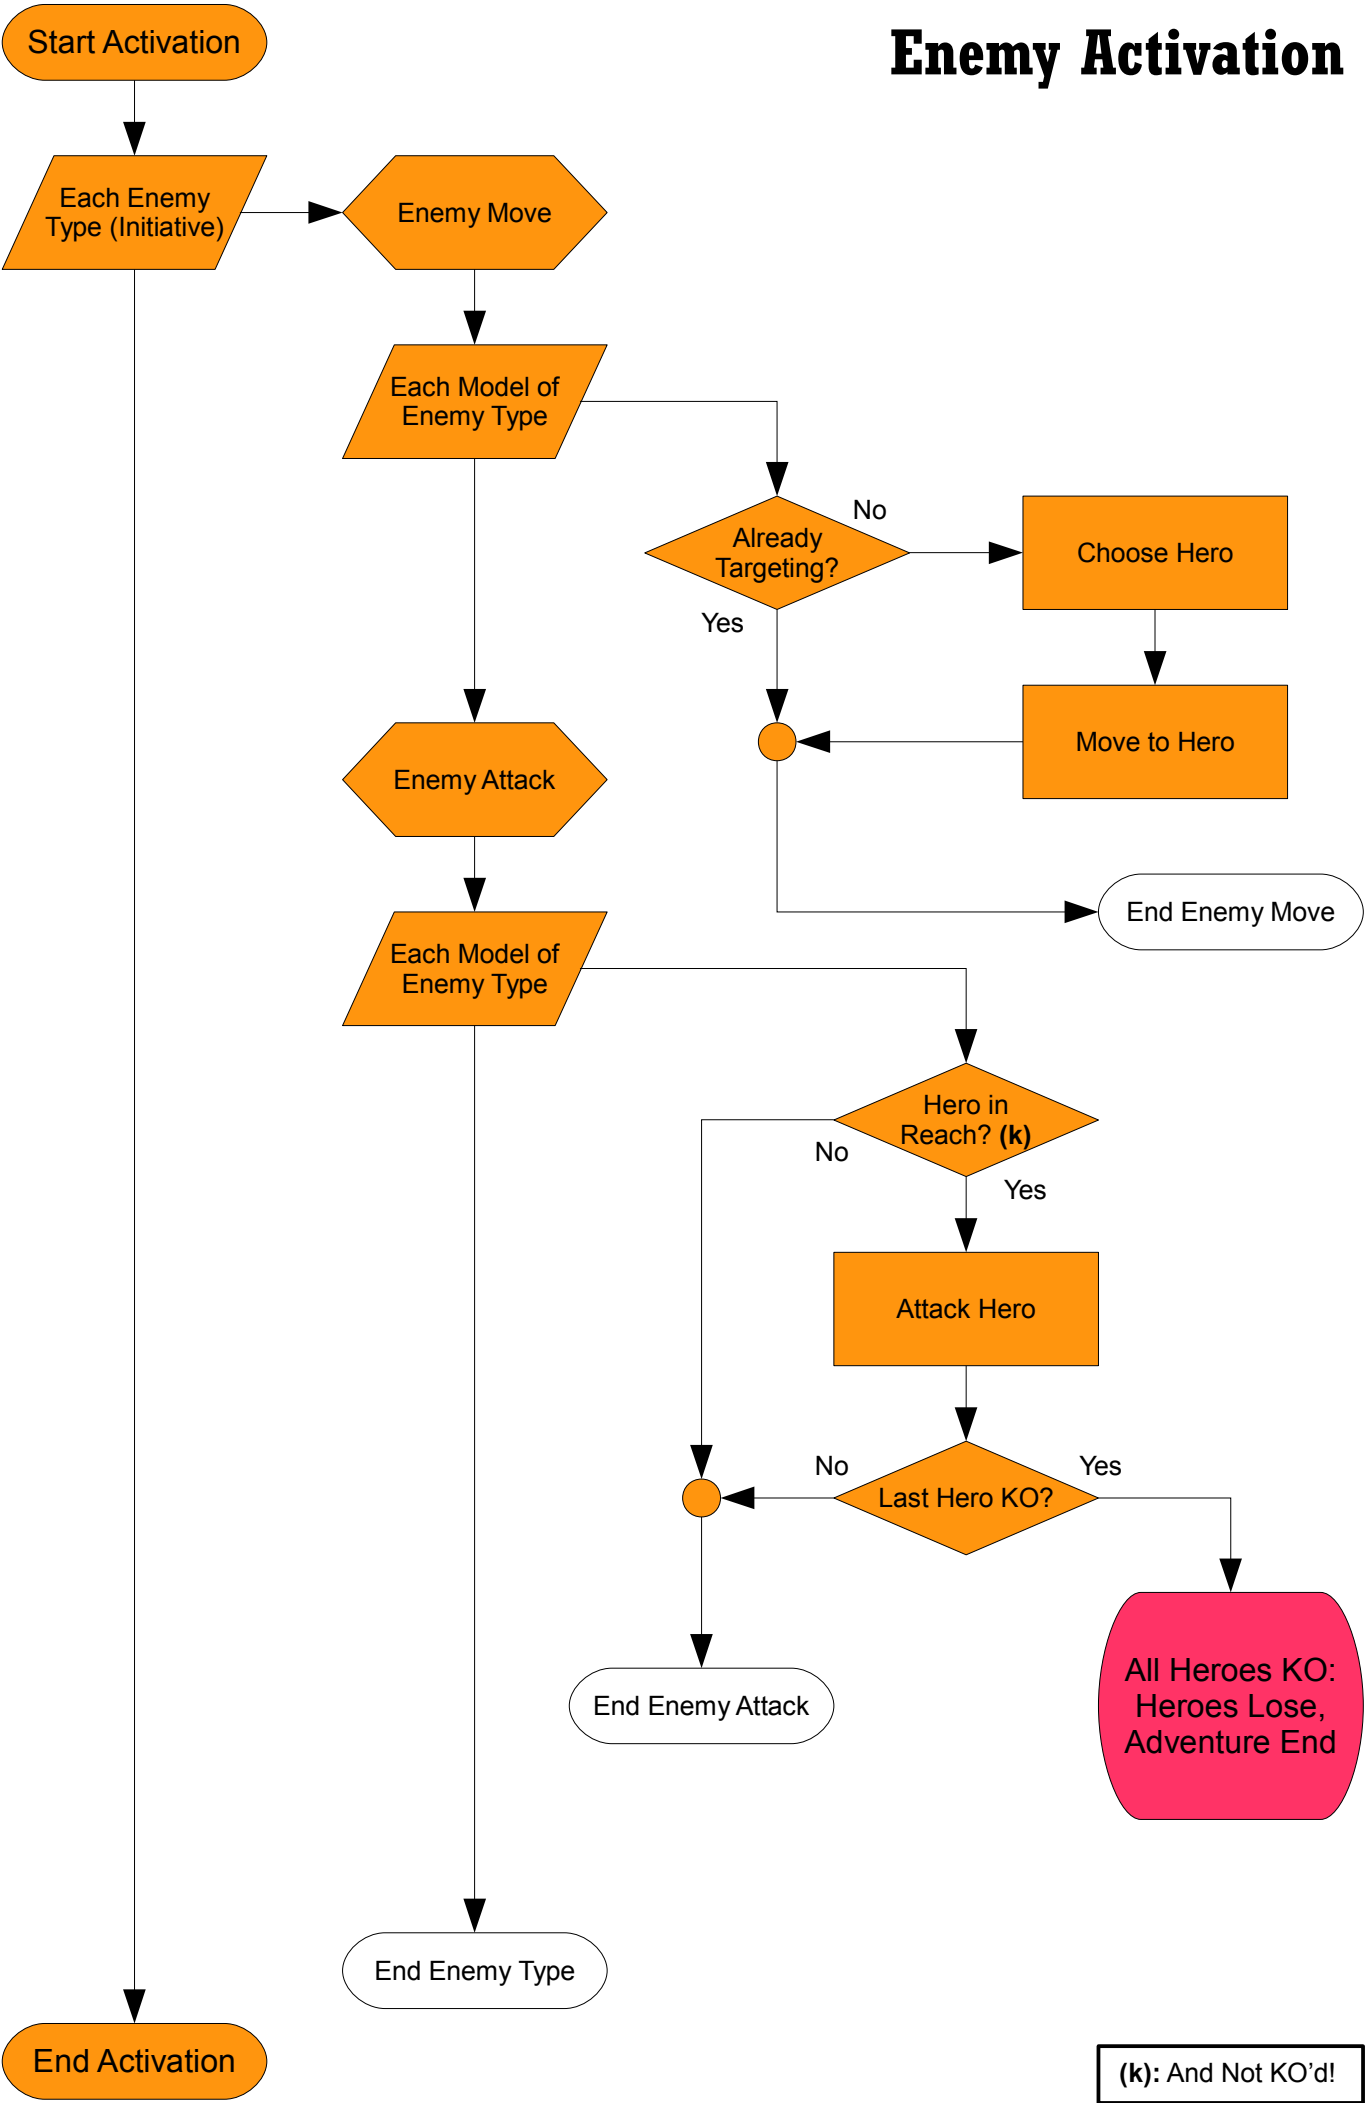 Enemy Activation
Start Activation
Each Enemy
Type (Initiative)
Enemy Move
Each Model of
Enemy Type
Already
Targeting?
No
Yes
Choose Hero
Move to Hero
End Enemy Move
Enemy Attack
Each Model of
Enemy Type
Hero in
Reach? (k)
No
Yes
Attack Hero
Last Hero KO?
No
Yes
End Enemy Attack
All Heroes KO:
Heroes Lose,
Adventure End
End Enemy Type
End Activation
(k): And Not KO’d!